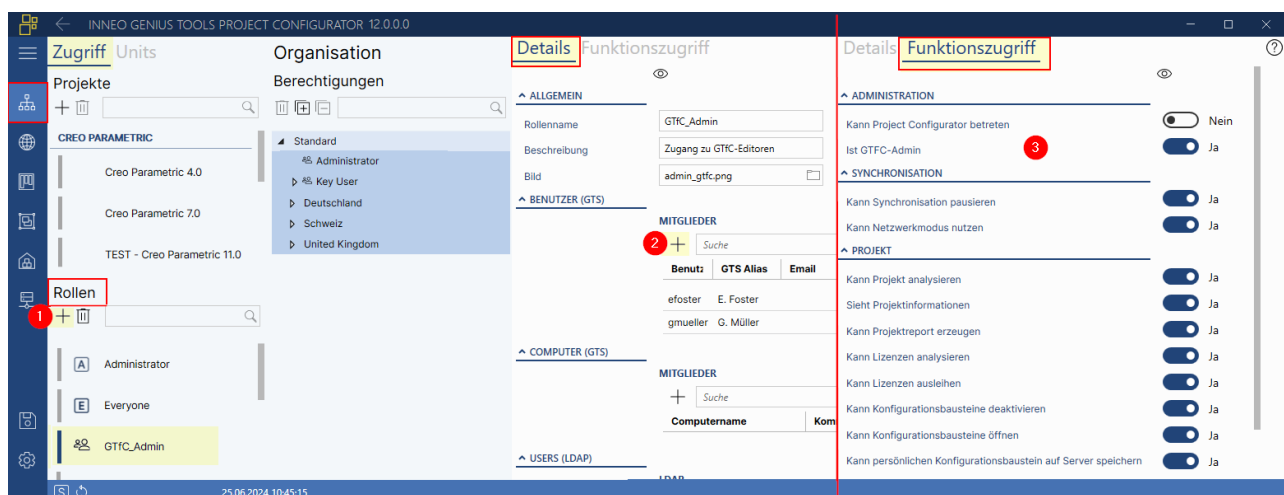 INNEO GENIUS TOOLS PROJECT CONFIGURATOR 12.0.0.0
Zugriff Units
Projekte
CREO PARAMETRIC
Creo Parametric 4.0
Creo Parametric 7.0
TEST - Creo Parametric 11.0
Rollen
1
A Administrator
E Everyone
GTfC_Admin
Organisation
Berechtigungen
Standard
Administrator
Key User
Deutschland
Schweiz
United Kingdom
Details Funktionszugriff
ALLGEMEIN
Rollenname GTfC_Admin
Beschreibung Zugang zu GTfC-Editoren
Bild admin_gtfc.png
BENUTZER (GTS)
MITGLIEDER
2 Suche
Benutz GTS Alias Email
efoster E. Foster
gmueller G. Müller
COMPUTER (GTS)
MITGLIEDER
Suche
Computername Kom
USERS (LDAP)
LDAP
Details Funktionszugriff
?
ADMINISTRATION
Kann Project Configurator betreten Nein
Ist GTFC-Admin 3 Ja
SYNCHRONISATION
Kann Synchronisation pausieren Ja
Kann Netzwerkmodus nutzen Ja
PROJEKT
Kann Projekt analysieren Ja
Sieht Projektinformationen Ja
Kann Projektreport erzeugen Ja
Kann Lizenzen analysieren Ja
Kann Lizenzen ausleihen Ja
Kann Konfigurationsbausteine deaktivieren Ja
Kann Konfigurationsbausteine öffnen Ja
Kann persönlichen Konfigurationsbaustein auf Server speichern Ja
S 25.06.2024 10:45:15